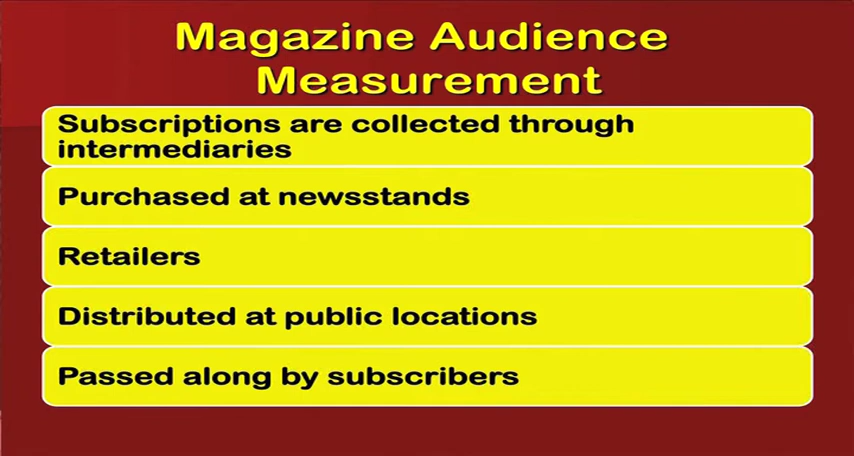 Magazine Audience
Measurement
Subscriptions are collected through
intermediaries
Purchased at newsstands
Retailers
Distributed at public locations
Passed along by subscribers